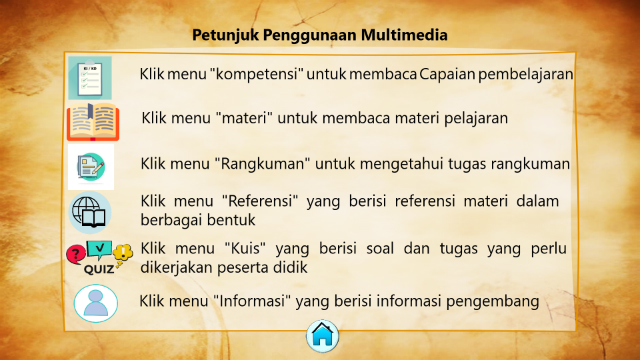 Petunjuk Penggunaan Multimedia
Klik menu "kompetensi" untuk membaca Capaian pembelajaran
Klik menu "materi" untuk membaca materi pelajaran
Klik menu "Rangkuman" untuk mengetahui tugas rangkuman
Klik menu "Referensi" yang berisi referensi materi dalam
berbagai bentuk
Klik menu "Kuis" yang berisi soal dan tugas yang perlu
dikerjakan peserta didik
QUIZ
Klik menu "Informasi" yang berisi informasi pengembang